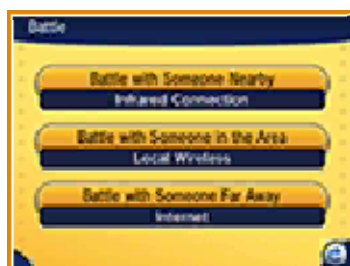 Battle
Battle with Someone Nearby
Infrared Connection
Battle with Someone in the Area
Local Wireless
Battle with Someone Far Away
Internet